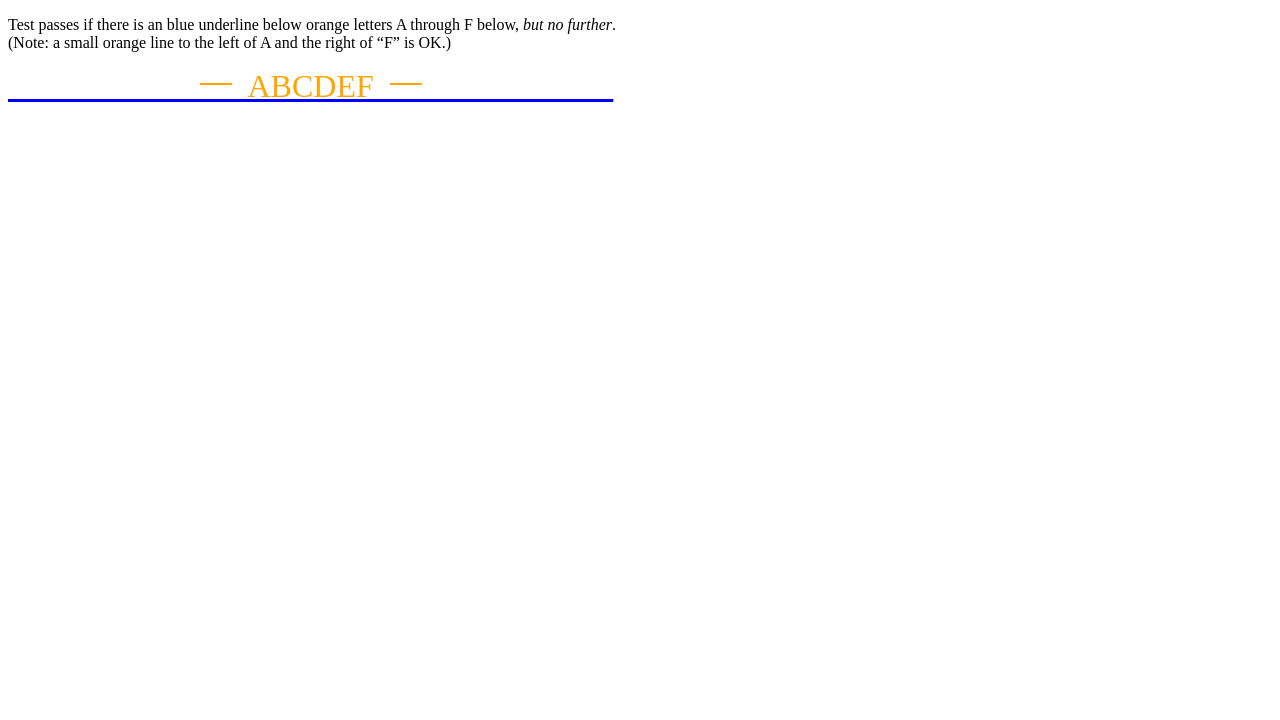 Test passes if there is an blue underline below orange letters A through F below, but no further.
(Note: a small orange line to the left of A and the right of “F” is OK.)
— ABCDEF —